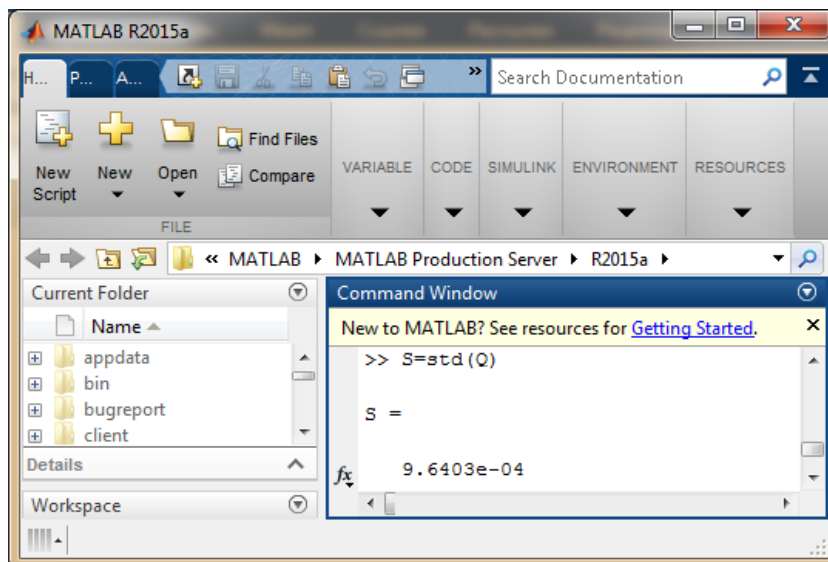 MATLAB R2015a
H... P... A... Search Documentation
New Script
New
Open
Find Files
Compare
FILE
VARIABLE
CODE
SIMULINK
ENVIRONMENT
RESOURCES
« MATLAB ▸ MATLAB Production Server ▸ R2015a ▸
Current Folder
Name
appdata
bin
bugreport
client
Details
Workspace
Command Window
New to MATLAB? See resources for Getting Started.
>> S=std(Q)
S =
9.6403e-04
fx